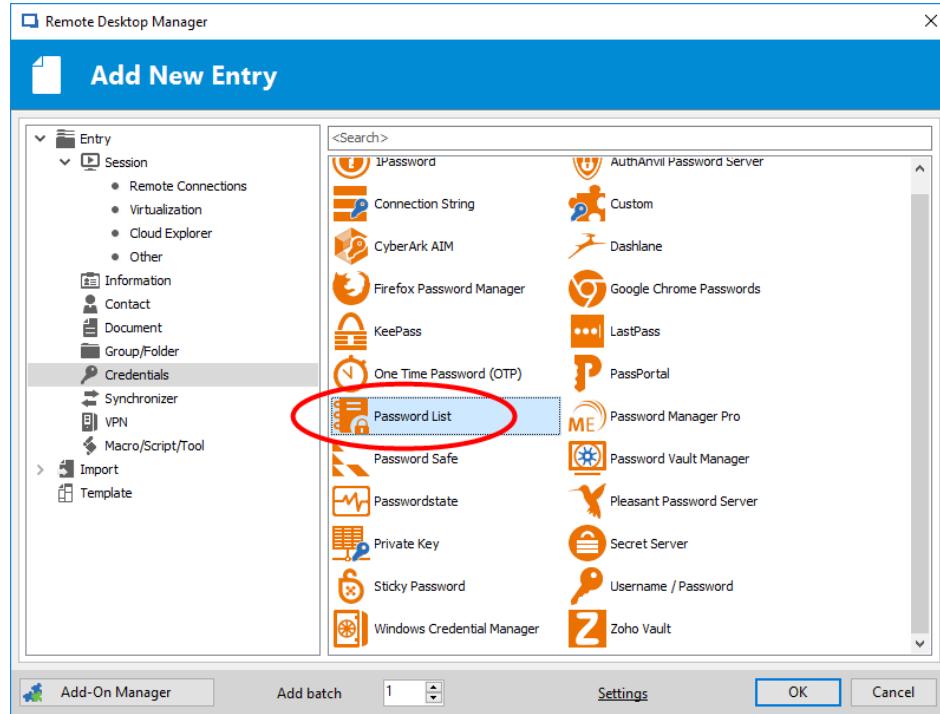 Remote Desktop Manager
Add New Entry
Entry
Session
Remote Connections
Virtualization
Cloud Explorer
Other
Information
Contact
Document
Group/Folder
Credentials
Synchronizer
VPN
Macro/Script/Tool
Import
Template
<Search>
1Password
AuthAnvil Password Server
Connection String
Custom
CyberArk AIM
Dashlane
Firefox Password Manager
Google Chrome Passwords
KeePass
LastPass
One Time Password (OTP)
PassPortal
Password List
ME
Password Manager Pro
Password Safe
Password Vault Manager
Passwordstate
Pleasant Password Server
Private Key
Secret Server
Sticky Password
Username / Password
Windows Credential Manager
Zoho Vault
Add-On Manager
Add batch
1
Settings
OK
Cancel